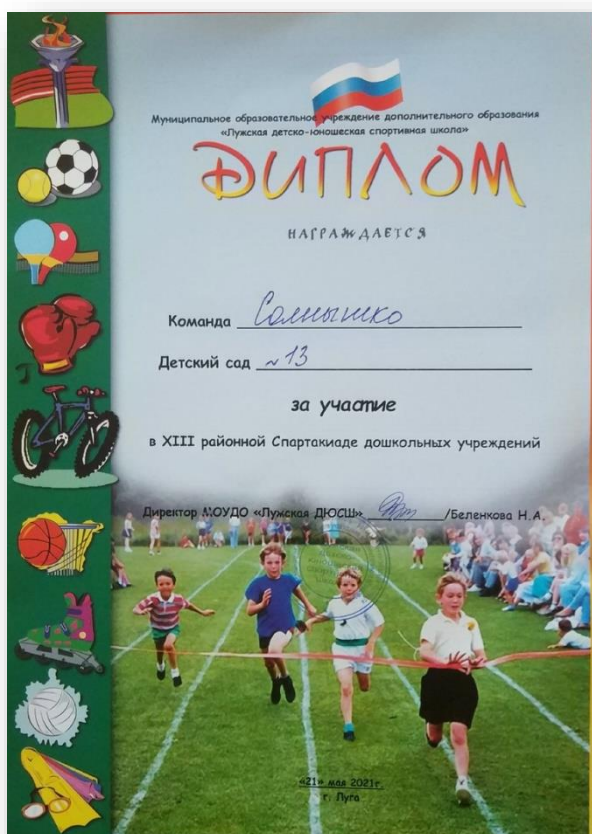 Муниципальное образовательное учреждение дополнительного образования
«Лужская детско-юношеская спортивная школа»
ДИПЛОМ
НАГРАЖДАЕТСЯ
Команда Солнышко
Детский сад № 13
за участие
в XIII районной Спартакиаде дошкольных учреждений
Директор МОУДО «Лужская ДЮСШ» /Беленкова Н.А.
«21» мая 2021г.
г. Луга